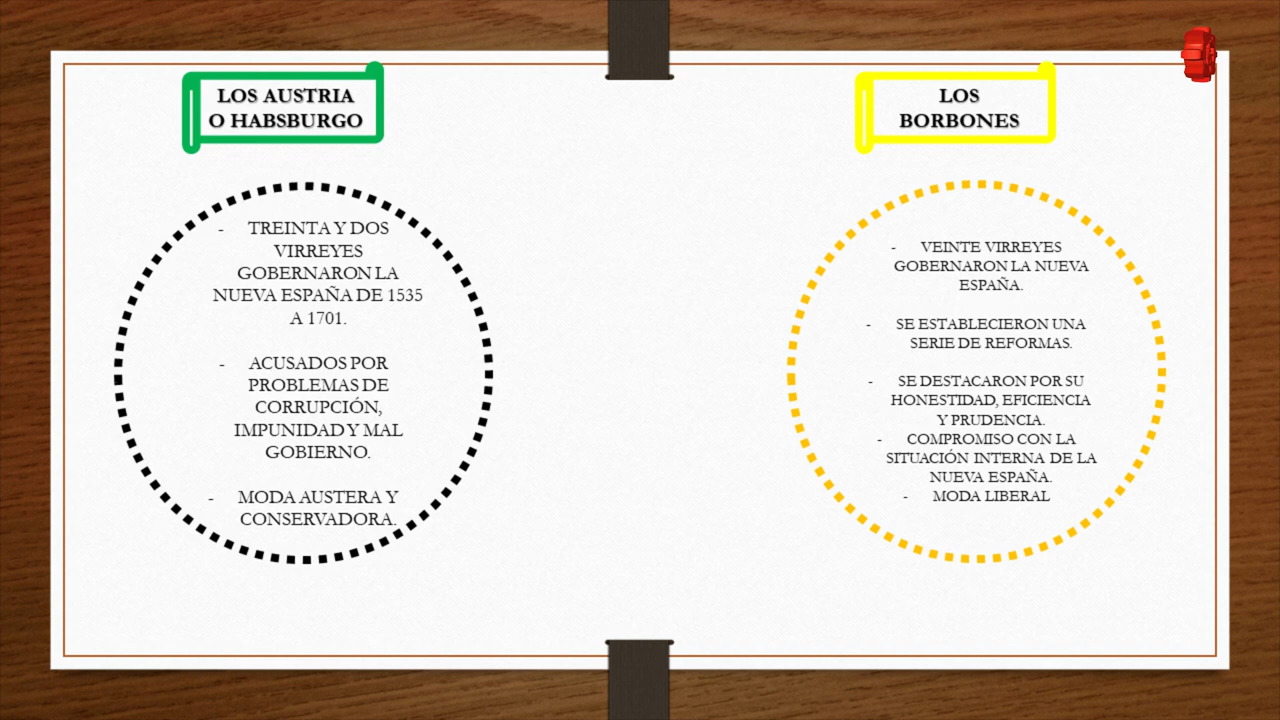 LOS AUSTRIA
O HABSBURGO
- TREINTA Y DOS
VIRREYES
GOBERNARON LA
NUEVA ESPAÑA DE 1535
A 1701.
- ACUSADOS POR
PROBLEMAS DE
CORRUPCIÓN,
IMPUNIDAD Y MAL
GOBIERNO.
- MODA AUSTERA Y
CONSERVADORA.
LOS
BORBONES
- VEINTE VIRREYES
GOBERNARON LA NUEVA
ESPAÑA.
- SE ESTABLECIERON UNA
SERIE DE REFORMAS.
- SE DESTACARON POR SU
HONESTIDAD, EFICIENCIA
Y PRUDENCIA.
- COMPROMISO CON LA
SITUACIÓN INTERNA DE LA
NUEVA ESPAÑA.
- MODA LIBERAL